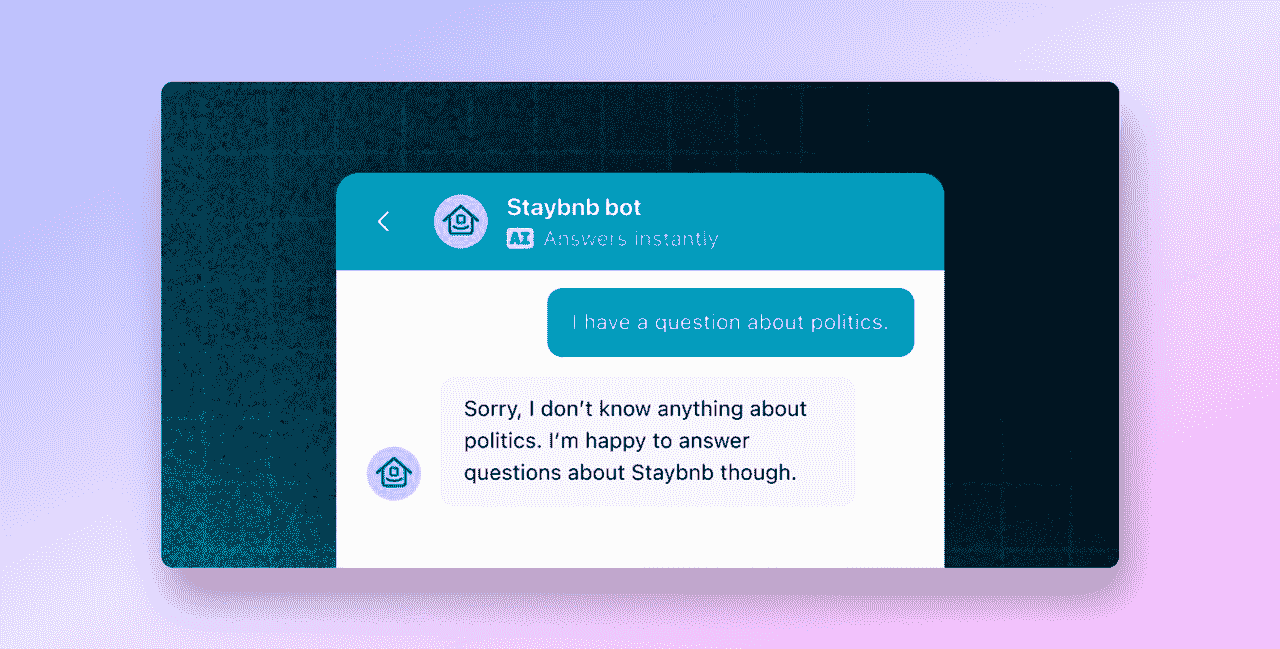 Staybnb bot
AI Answers instantly
I have a question about politics.
Sorry, I don’t know anything about
politics. I’m happy to answer
questions about Staybnb though.